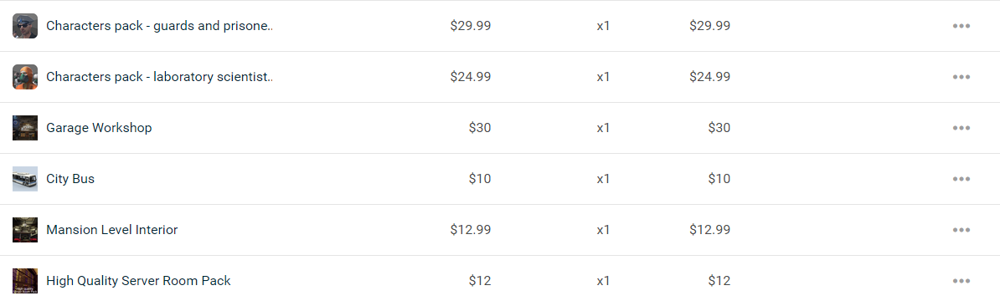 Characters pack - guards and prisone.. $29.99 x1 $29.99
Characters pack - laboratory scientist.. $24.99 x1 $24.99
Garage Workshop $30 x1 $30
City Bus $10 x1 $10
Mansion Level Interior $12.99 x1 $12.99
High Quality Server Room Pack $12 x1 $12